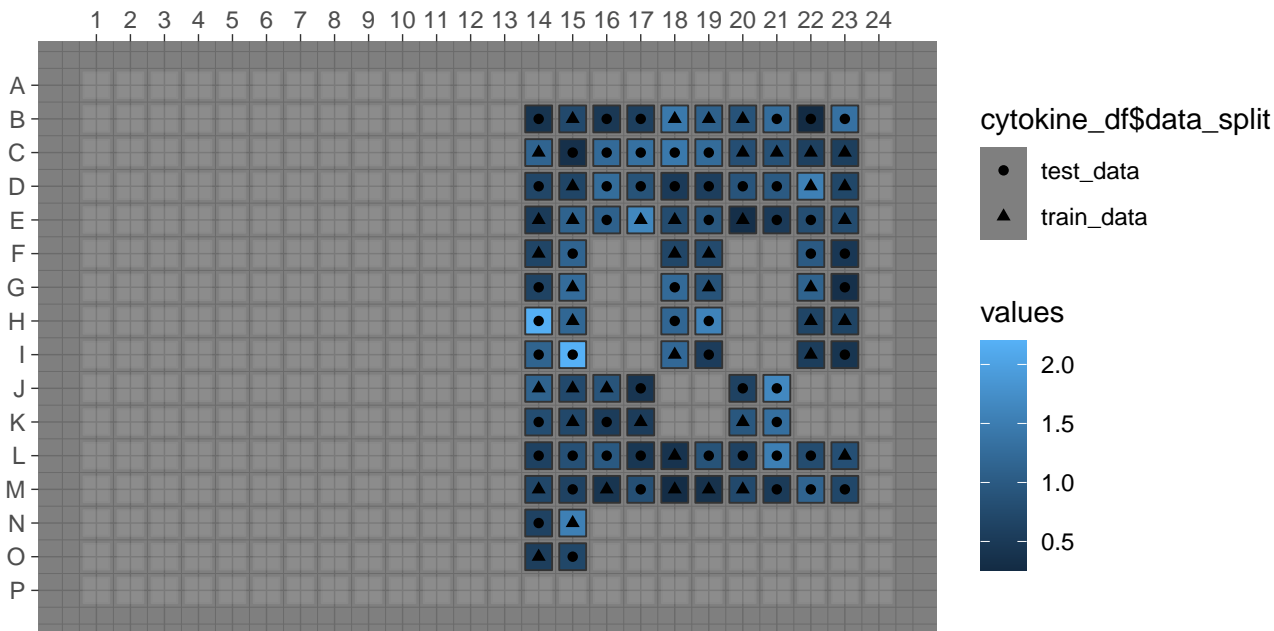 1 2 3 4 5 6 7 8 9 10 11 12 13 14 15 16 17 18 19 20 21 22 23 24
A
B
C
D
E
F
G
H
I
J
K
L
M
N
O
P
cytokine_df$data_split
test_data
train_data
values
2.0
1.5
1.0
0.5